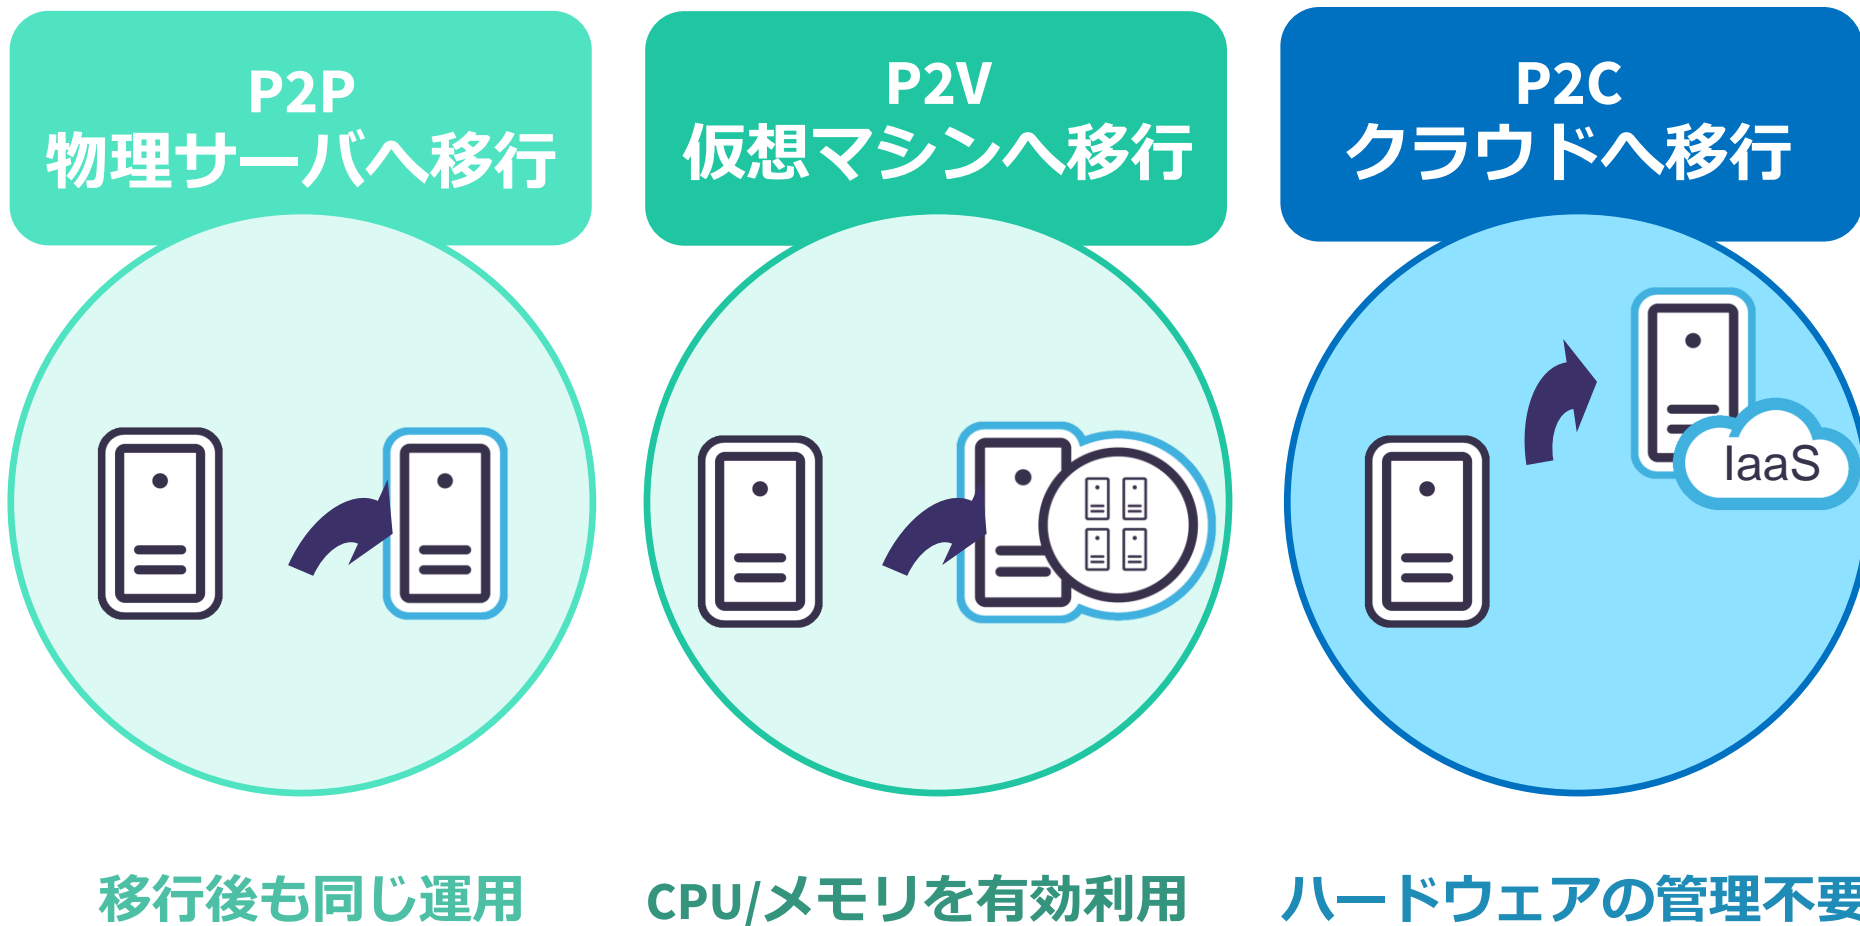 P2P
物理サーバへ移行
P2V
仮想マシンへ移行
P2C
クラウドへ移行
IaaS
移行後も同じ運用
CPU/メモリを有効利用
ハードウェアの管理不要